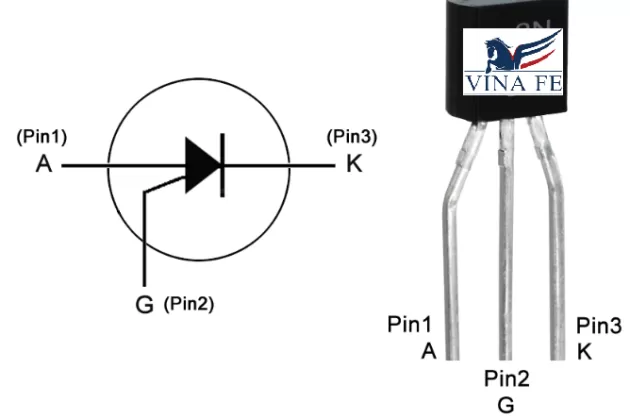 (Pin1)
A
(Pin3)
K
G (Pin2)
VINA FE
Pin1
A
Pin2
G
Pin3
K